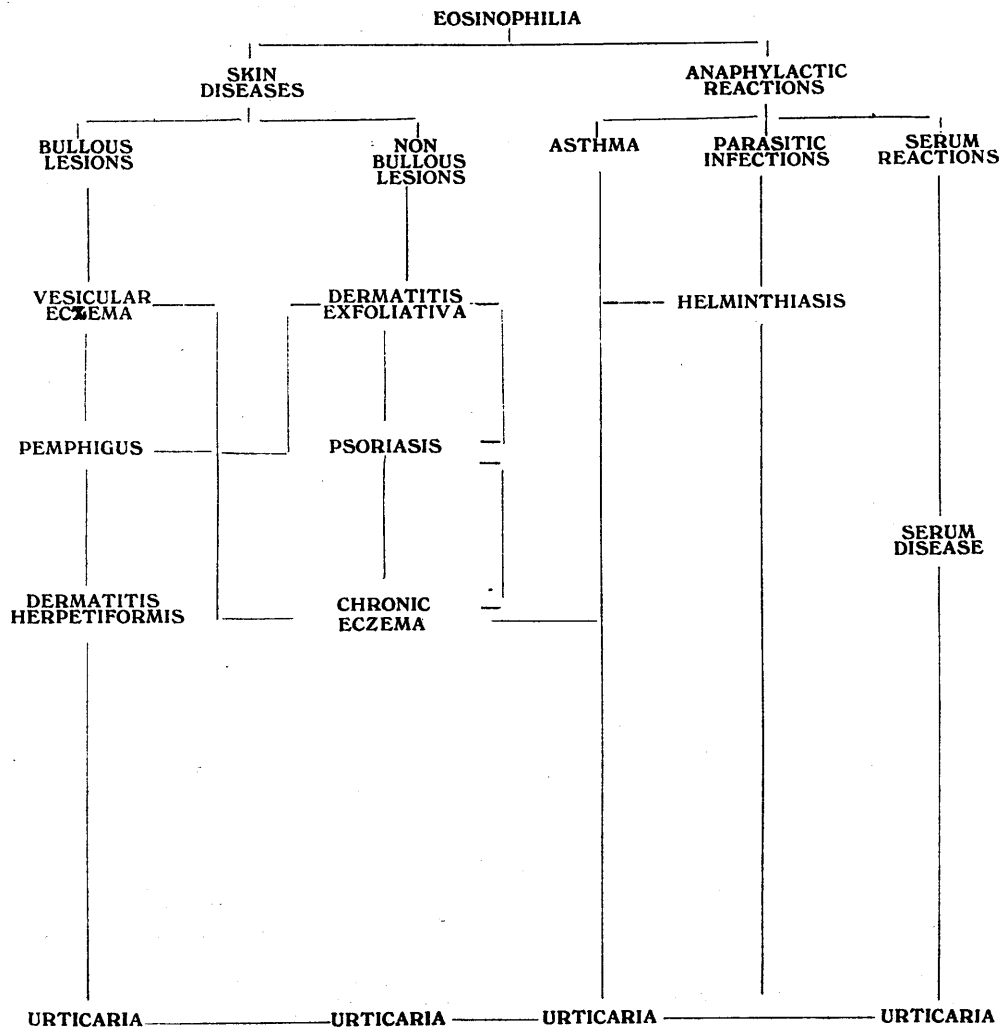 EOSINOPHILIA
SKIN
DISEASES
ANAPHYLACTIC
REACTIONS
BULLOUS
LESIONS
NON
BULLOUS
LESIONS
ASTHMA
PARASITIC
INFECTIONS
SERUM
REACTIONS
VESICULAR
ECZEMA
DERMATITIS
EXFOLIATIVA
HELMINTHIASIS
PEMPHIGUS
PSORIASIS
SERUM
DISEASE
DERMATITIS
HERPETIFORMIS
CHRONIC
ECZEMA
URTICARIA URTICARIA URTICARIA URTICARIA